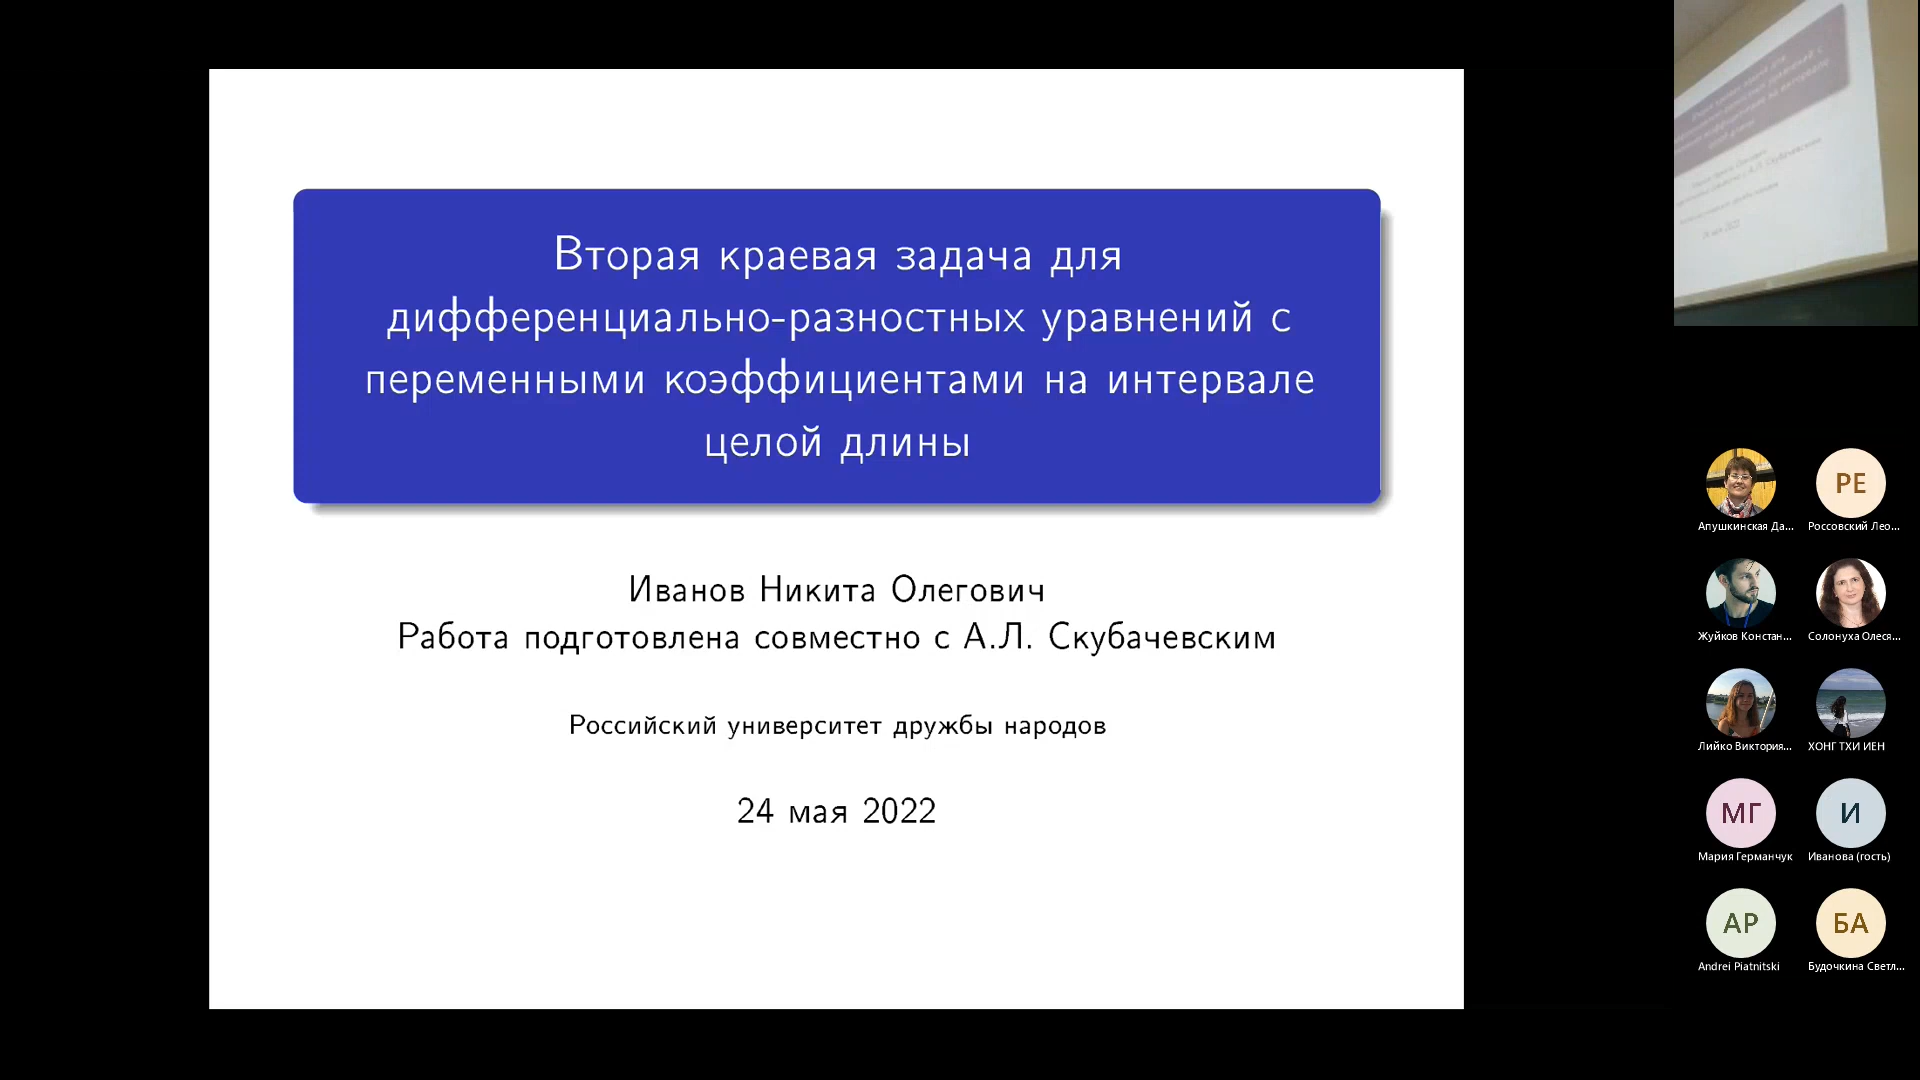 Вторая краевая задача для
дифференциально-разностных уравнений с
переменными коэффициентами на интервале
целой длины
Иванов Никита Олегович
Работа подготовлена совместно с А.Л. Скубачевским
Российский университет дружбы народов
24 мая 2022
РЕ
Апушкинская Да...
Россовский Лео...
Жуйков Констан...
Солонуха Олеся...
Лийко Виктория...
ХОНГ ТХИ ИЕН
МГ
И
Мария Германчук
Иванова (гость)
AP
БА
Andrei Piatnitski
Будочкина Светл...